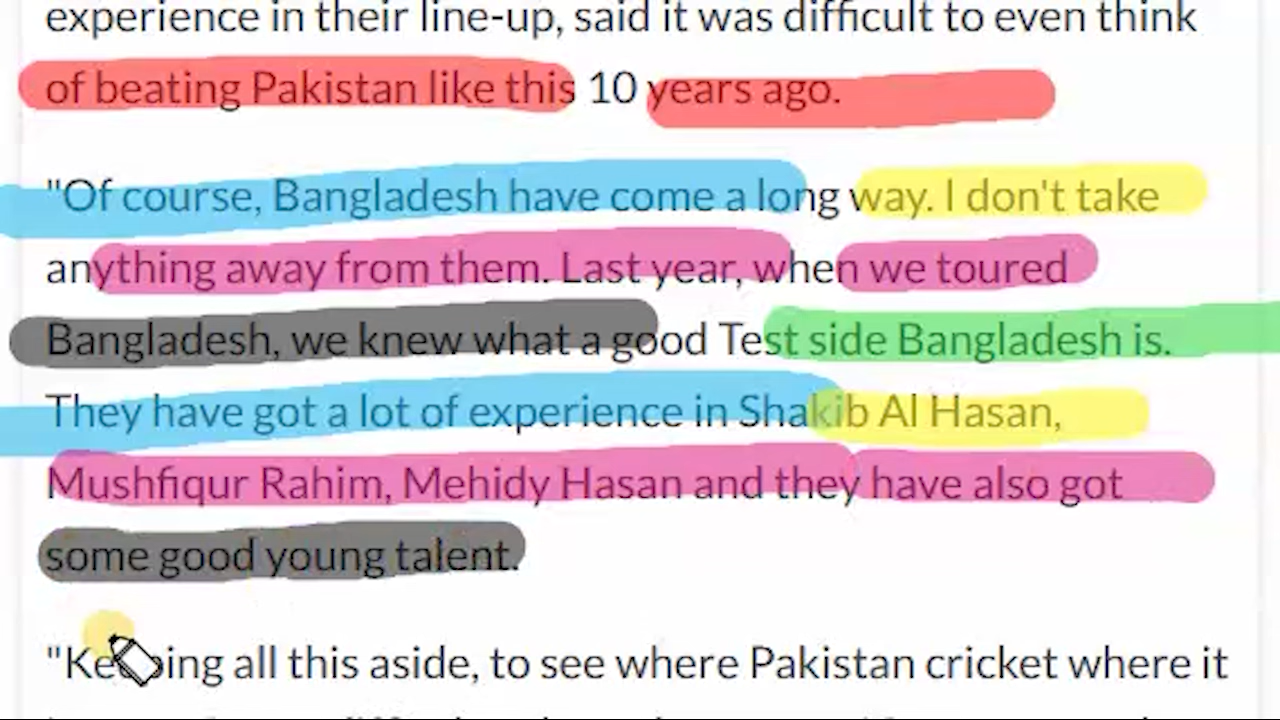 experience in their line-up, said it was difficult to even think
of beating Pakistan like this 10 years ago.
"Of course, Bangladesh have come a long way. I don't take
anything away from them. Last year, when we toured
Bangladesh, we knew what a good Test side Bangladesh is.
They have got a lot of experience in Shakib Al Hasan,
Mushfiqur Rahim, Mehidy Hasan and they have also got
some good young talent.
"Keeping all this aside, to see where Pakistan cricket where it